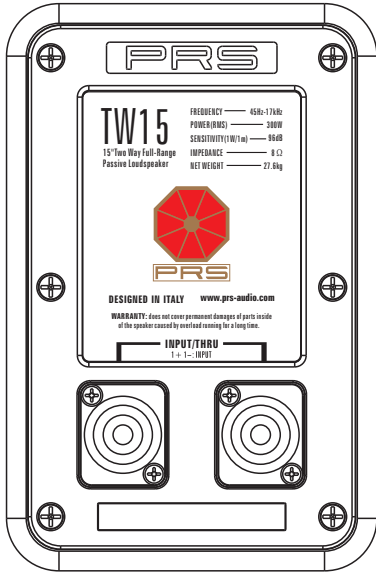 PRS
TW15
15"Two Way Full-Range
Passive Loudspeaker
FREQUENCY 45Hz-17kHz
POWER(RMS) 300W
SENSITIVITY(1W/1m) 96dB
IMPEDANCE 8 Ω
NET WEIGHT 27.6kg
PRS
DESIGNED IN ITALY www.prs-audio.com
WARRANTY: does not cover permanent damages of parts inside
of the speaker caused by overload running for a long time.
INPUT/THRU
1 + 1−: INPUT